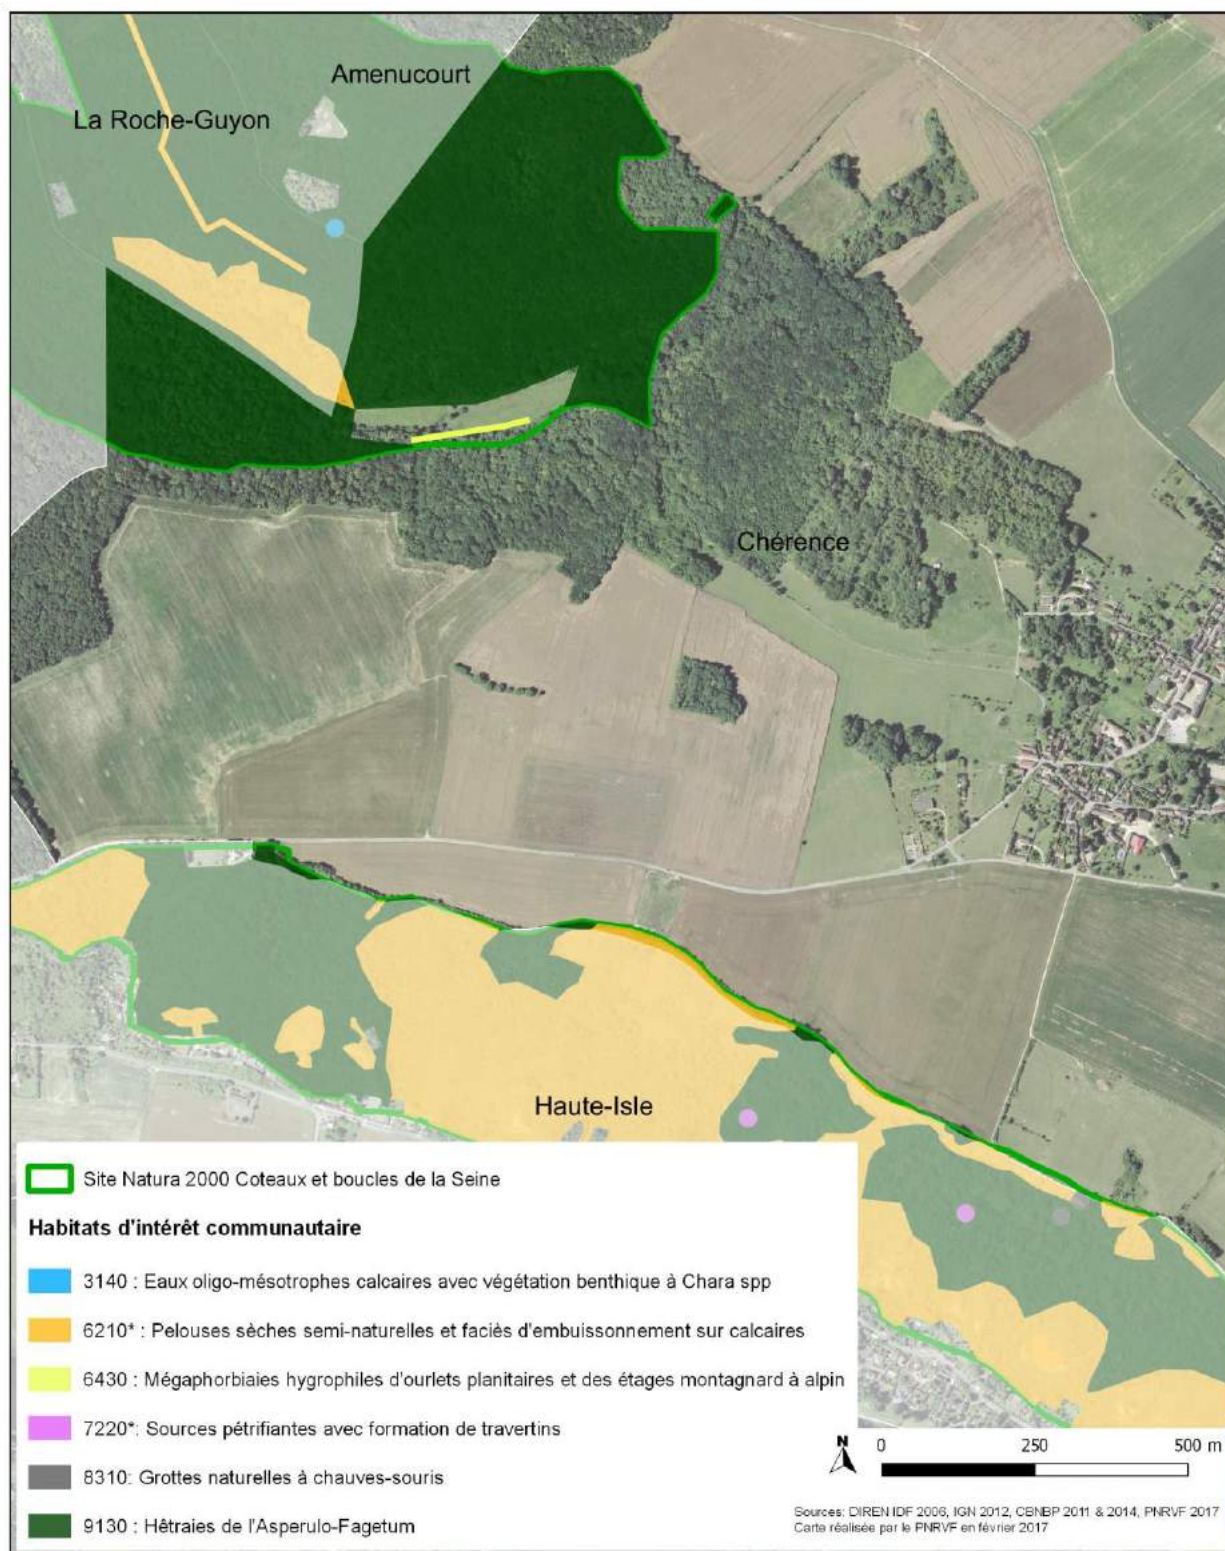 Amenucourt
La Roche-Guyon
Chérence
Haute-Isle
Site Natura 2000 Coteaux et boucles de la Seine
Habitats d'intérêt communautaire
3140 : Eaux oligo-mésotrophes calcaires avec végétation benthique à Chara spp
6210* : Pelouses sèches semi-naturelles et faciès d'embuissonnement sur calcaires
6430 : Mégaphorbiaies hygrophiles d'ourlets planitaires et des étages montagnard à alpin
7220*: Sources pétrifiantes avec formation de travertins
8310: Grottes naturelles à chauves-souris
9130 : Hêtraies de l'Asperulo-Fagetum
N 0 250 500 m
Sources: DIREN IDF 2006, IGN 2012, CBNBP 2011 & 2014, PNRVF 2017
Carte réalisée par le PNRVF en février 2017